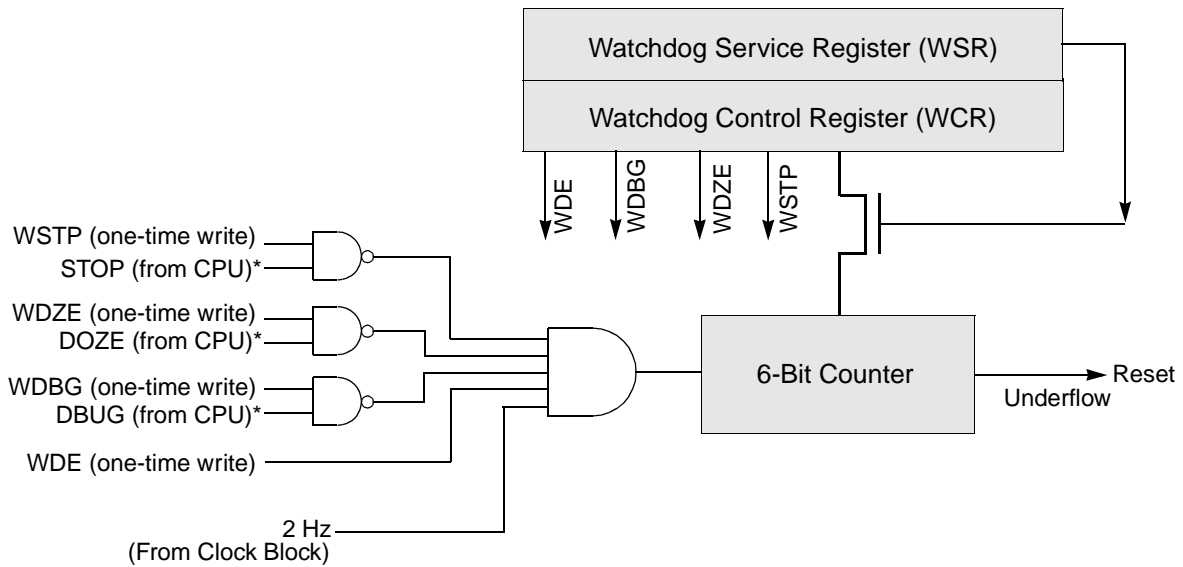 Watchdog Service Register (WSR)
Watchdog Control Register (WCR)
WDE
WDBG
WDZE
WSTP
WSTP (one-time write)
STOP (from CPU)*
WDZE (one-time write)
DOZE (from CPU)*
WDBG (one-time write)
DBUG (from CPU)*
WDE (one-time write)
2 Hz
(From Clock Block)
6-Bit Counter
Underflow
Reset